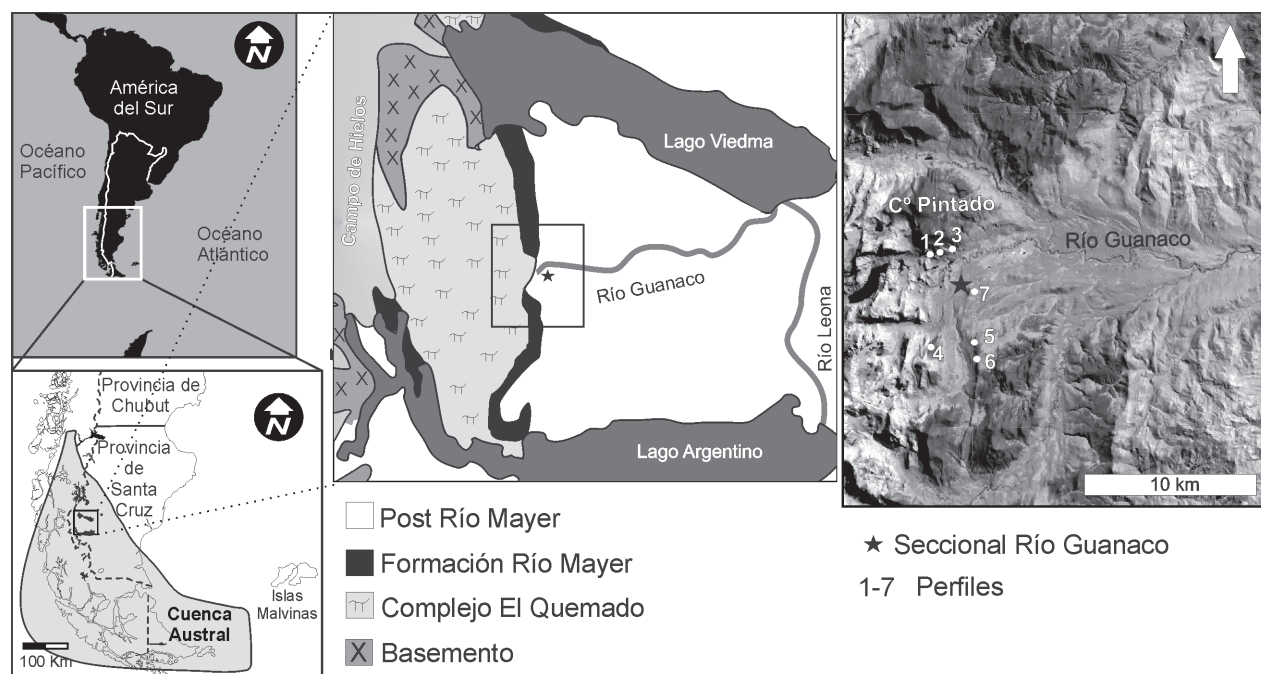 N
América
del Sur
Océano
Pacífico
Océano
Atlántico
Provincia de
Chubut
N
Provincia
de
Santa
Cruz
Islas
Malvinas
Cuenca
Austral
100 Km
Campo de Hielos
Lago Viedma
Río Guanaco
Río Leona
Lago Argentino
Post Río Mayer
Formación Río Mayer
Complejo El Quemado
X Basemento
Cº Pintado
1 2 3
Río Guanaco
7
5
4
6
10 km
Seccional Río Guanaco
1-7 Perfiles